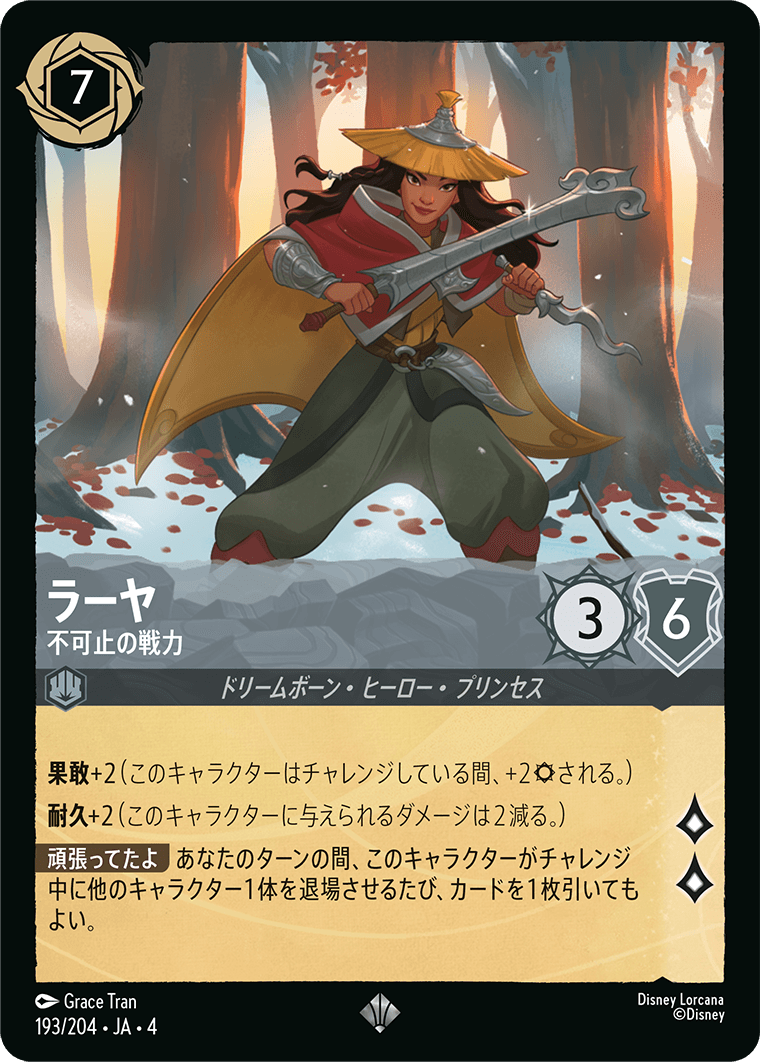 7
ラーヤ
不可止の戦力
3
6
ドリームボーン・ヒーロー・プリンセス
果敢+2（このキャラクターはチャレンジしている間、+2される。）
耐久+2（このキャラクターに与えられるダメージは2減る。）
頑張ってたよ あなたのターンの間、このキャラクターがチャレンジ
中に他のキャラクター1体を退場させるたび、カードを1枚引いても
よい。
Grace Tran
193/204・JA・4
Disney Lorcana
©Disney